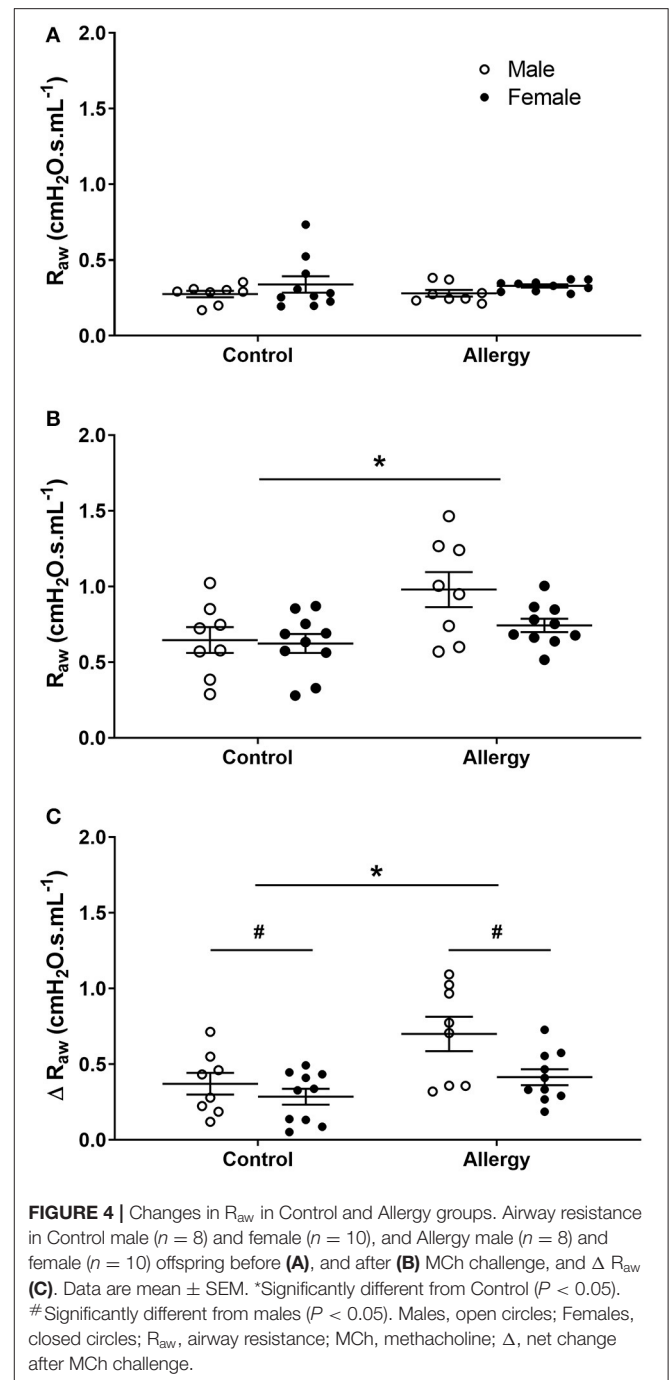 A
Male
Female
2.0
1.5
1.0
0.5
0.0
Raw (cmH2O.s.mL-1)
Control
Allergy
B
*
2.0
1.5
1.0
0.5
0.0
Raw (cmH2O.s.mL-1)
Control
Allergy
C
*
#
#
2.0
1.5
1.0
0.5
0.0
Δ Raw (cmH2O.s.mL-1)
Control
Allergy
FIGURE 4 | Changes in Raw in Control and Allergy groups. Airway resistance
in Control male (n = 8) and female (n = 10), and Allergy male (n = 8) and
female (n = 10) offspring before (A), and after (B) MCh challenge, and Δ Raw
(C). Data are mean ± SEM. *Significantly different from Control (P < 0.05).
#Significantly different from males (P < 0.05). Males, open circles; Females,
closed circles; Raw, airway resistance; MCh, methacholine; Δ, net change
after MCh challenge.